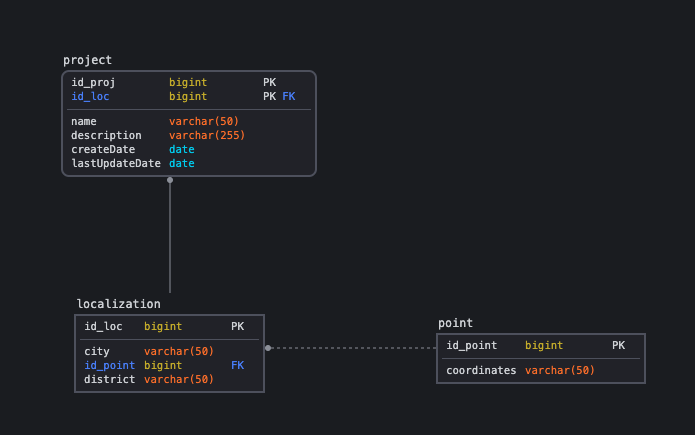 project
id_proj bigint PK
id_loc bigint PK FK
name varchar(50)
description varchar(255)
createDate date
lastUpdateDate date
localization
id_loc bigint PK
city varchar(50)
id_point bigint FK
district varchar(50)
point
id_point bigint PK
coordinates varchar(50)